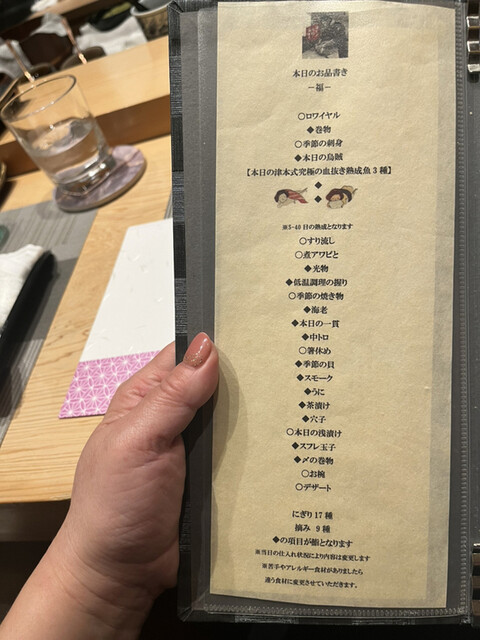 本日のお品書き
－福－
○ロワイヤル
◆巻物
○季節の刺身
◆本日の烏賊
【本日の津本式究極の血抜き熟成魚3種】
◆
◆ ◆
※5-40日の熟成となります
○すり流し
○煮アワビと
◆光物
◆低温調理の握り
○季節の焼き物
◆海老
◆本日の一貫
◆中トロ
○箸休め
◆季節の貝
◆スモーク
◆うに
◆茶漬け
◆穴子
○本日の浅漬け
◆スフレ玉子
◆〆の巻物
○お椀
○デザート
にぎり17種
摘み 9種
◆の項目が鮨となります
※当日の仕入れ状況により内容は変更します
※苦手やアレルギー食材がありましたら
違う食材に変更させていただきます。